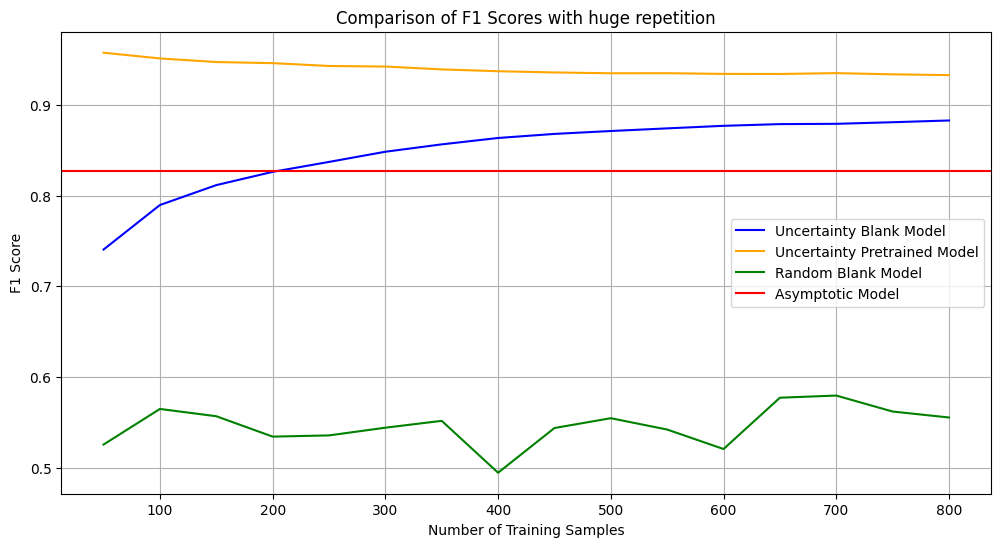 Comparison of F1 Scores with huge repetition
F1 Score
0.9
0.8
0.7
0.6
0.5
Uncertainty Blank Model
Uncertainty Pretrained Model
Random Blank Model
Asymptotic Model
100 200 300 400 500 600 700 800
Number of Training Samples